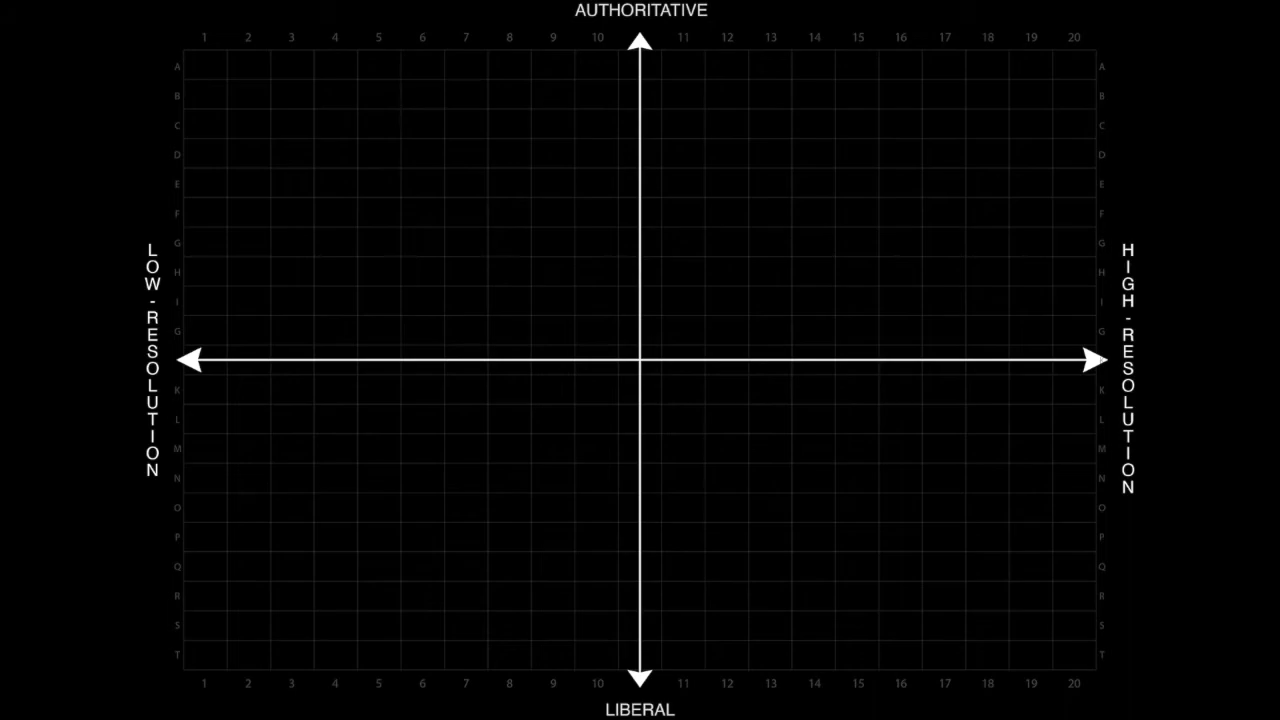 AUTHORITATIVE
1 2 3 4 5 6 7 8 9 10 11 12 13 14 15 16 17 18 19 20
A A
B B
C C
D D
E E
F F
G G
H H
I I
G G
K K
L L
M M
N N
O O
P P
Q Q
R R
S S
T T
LOW-RESOLUTION
HIGH-RESOLUTION
1 2 3 4 5 6 7 8 9 10 11 12 13 14 15 16 17 18 19 20
LIBERAL